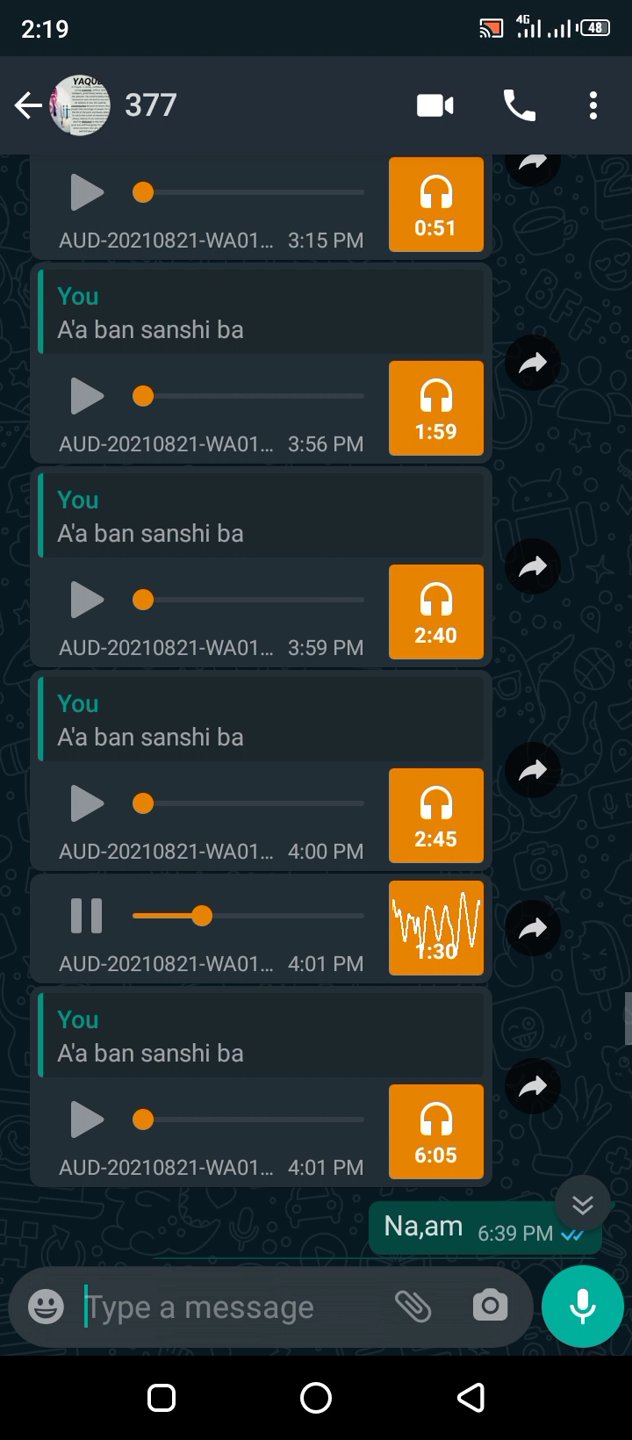 2:19
4G
48
YAQUB
377
0:51
AUD-20210821-WA01... 3:15 PM
You
A'a ban sanshi ba
1:59
AUD-20210821-WA01... 3:56 PM
You
A'a ban sanshi ba
2:40
AUD-20210821-WA01... 3:59 PM
You
A'a ban sanshi ba
2:45
AUD-20210821-WA01... 4:00 PM
1:30
AUD-20210821-WA01... 4:01 PM
You
A'a ban sanshi ba
6:05
AUD-20210821-WA01... 4:01 PM
Na,am 6:39 PM
Type a message